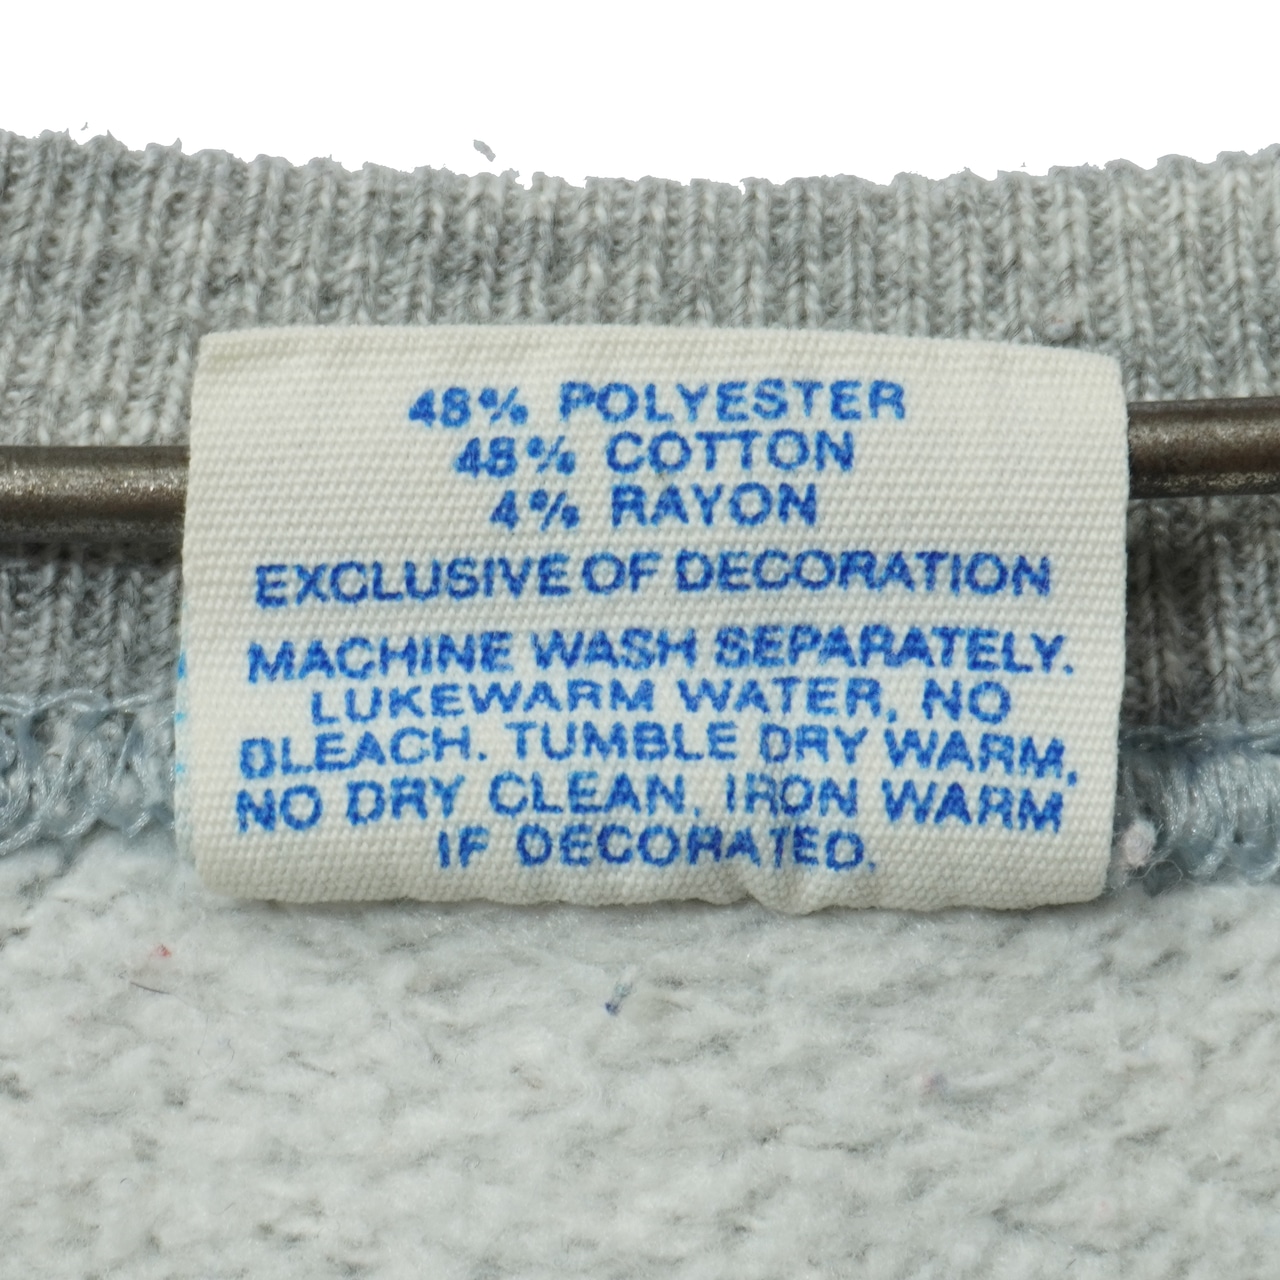 48% POLYESTER
48% COTTON
4% RAYON
EXCLUSIVE OF DECORATION
MACHINE WASH SEPARATELY.
LUKEWARM WATER, NO
BLEACH. TUMBLE DRY WARM,
NO DRY CLEAN, IRON WARM
IF DECORATED.